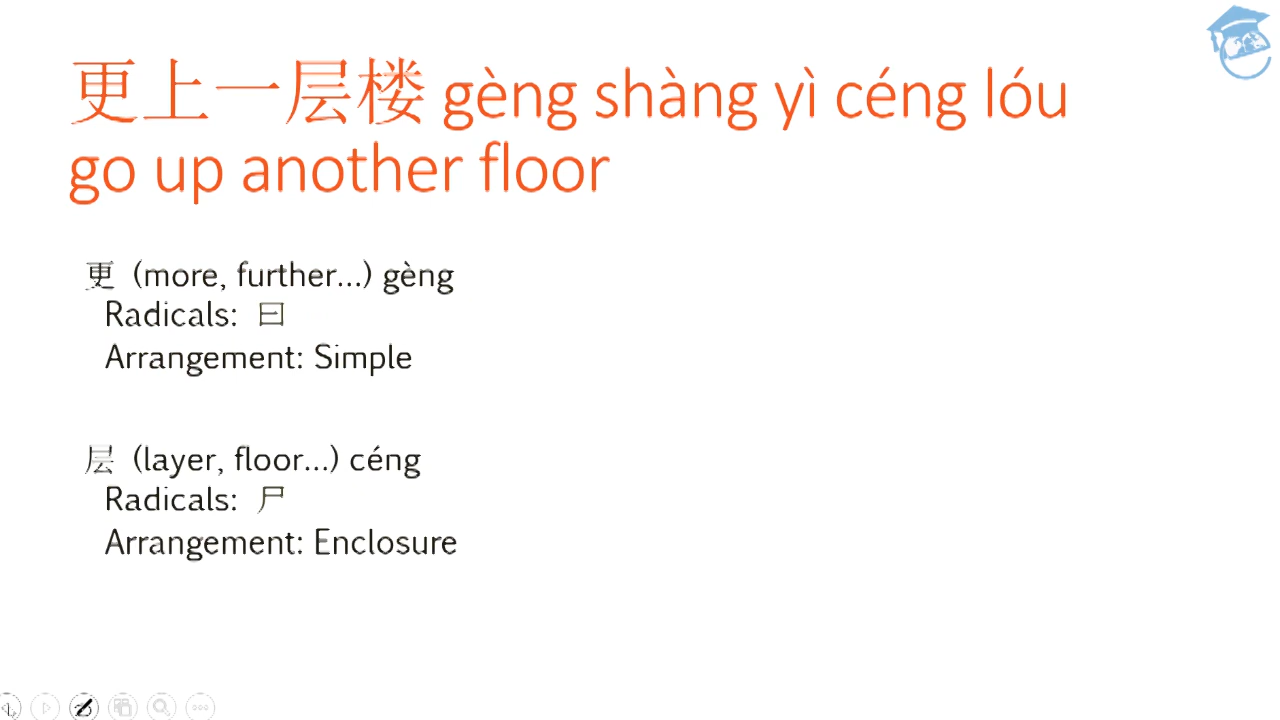 更上一层楼 gèng shàng yì céng lóu
go up another floor
更 (more, further...) gèng
Radicals: 曰
Arrangement: Simple
层 (layer, floor...) céng
Radicals: 尸
Arrangement: Enclosure